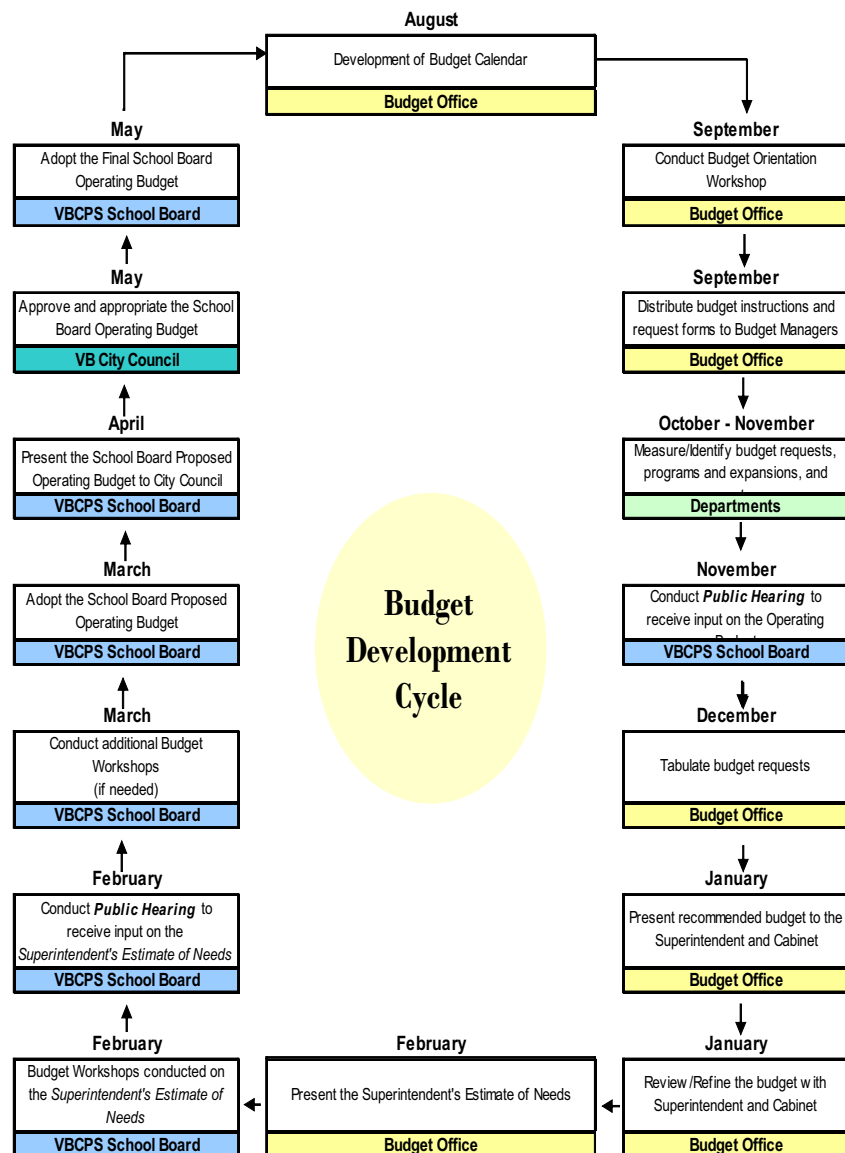 August
Development of Budget Calendar
Budget Office
September
Conduct Budget Orientation
Workshop
Budget Office
September
Distribute budget instructions and
request forms to Budget Managers
Budget Office
October - November
Measure/Identify budget requests,
programs and expansions, and
Departments
November
Conduct Public Hearing to
receive input on the Operating
VBCPS School Board
December
Tabulate budget requests
Budget Office
January
Present recommended budget to the
Superintendent and Cabinet
Budget Office
January
Review/Refine the budget with
Superintendent and Cabinet
Budget Office
February
Present the Superintendent's Estimate of Needs
Budget Office
February
Budget Workshops conducted on
the Superintendent's Estimate of
Needs
VBCPS School Board
February
Conduct Public Hearing to
receive input on the
Superintendent's Estimate of Needs
VBCPS School Board
March
Conduct additional Budget
Workshops
(if needed)
VBCPS School Board
March
Adopt the School Board Proposed
Operating Budget
VBCPS School Board
April
Present the School Board Proposed
Operating Budget to City Council
VBCPS School Board
May
Approve and appropriate the School
Board Operating Budget
VB City Council
May
Adopt the Final School Board
Operating Budget
VBCPS School Board
Budget
Development
Cycle